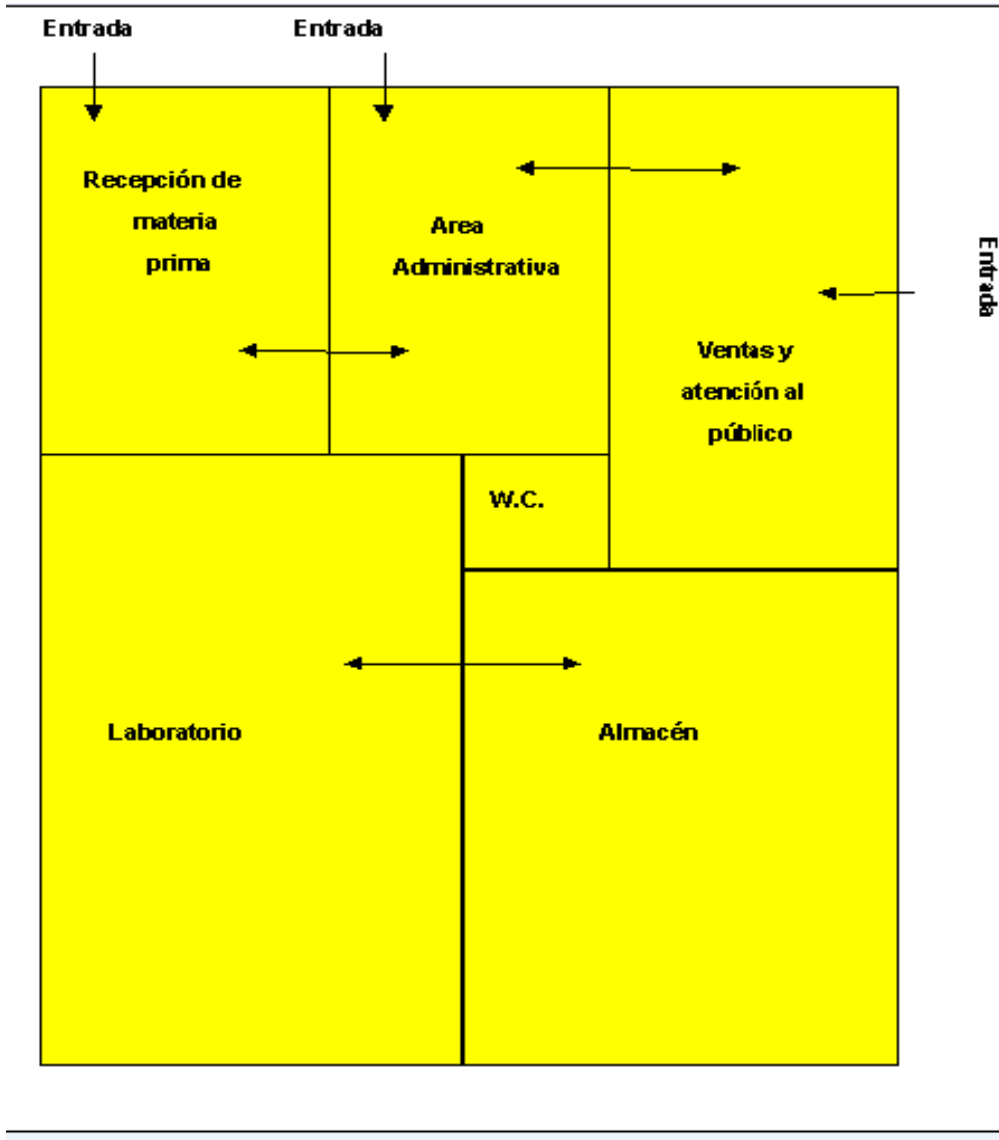 Entrada
Entrada
Recepción de
materia
prima
Area
Administrativa
Entrada
Ventas y
atención al
público
W.C.
Laboratorio
Almacén